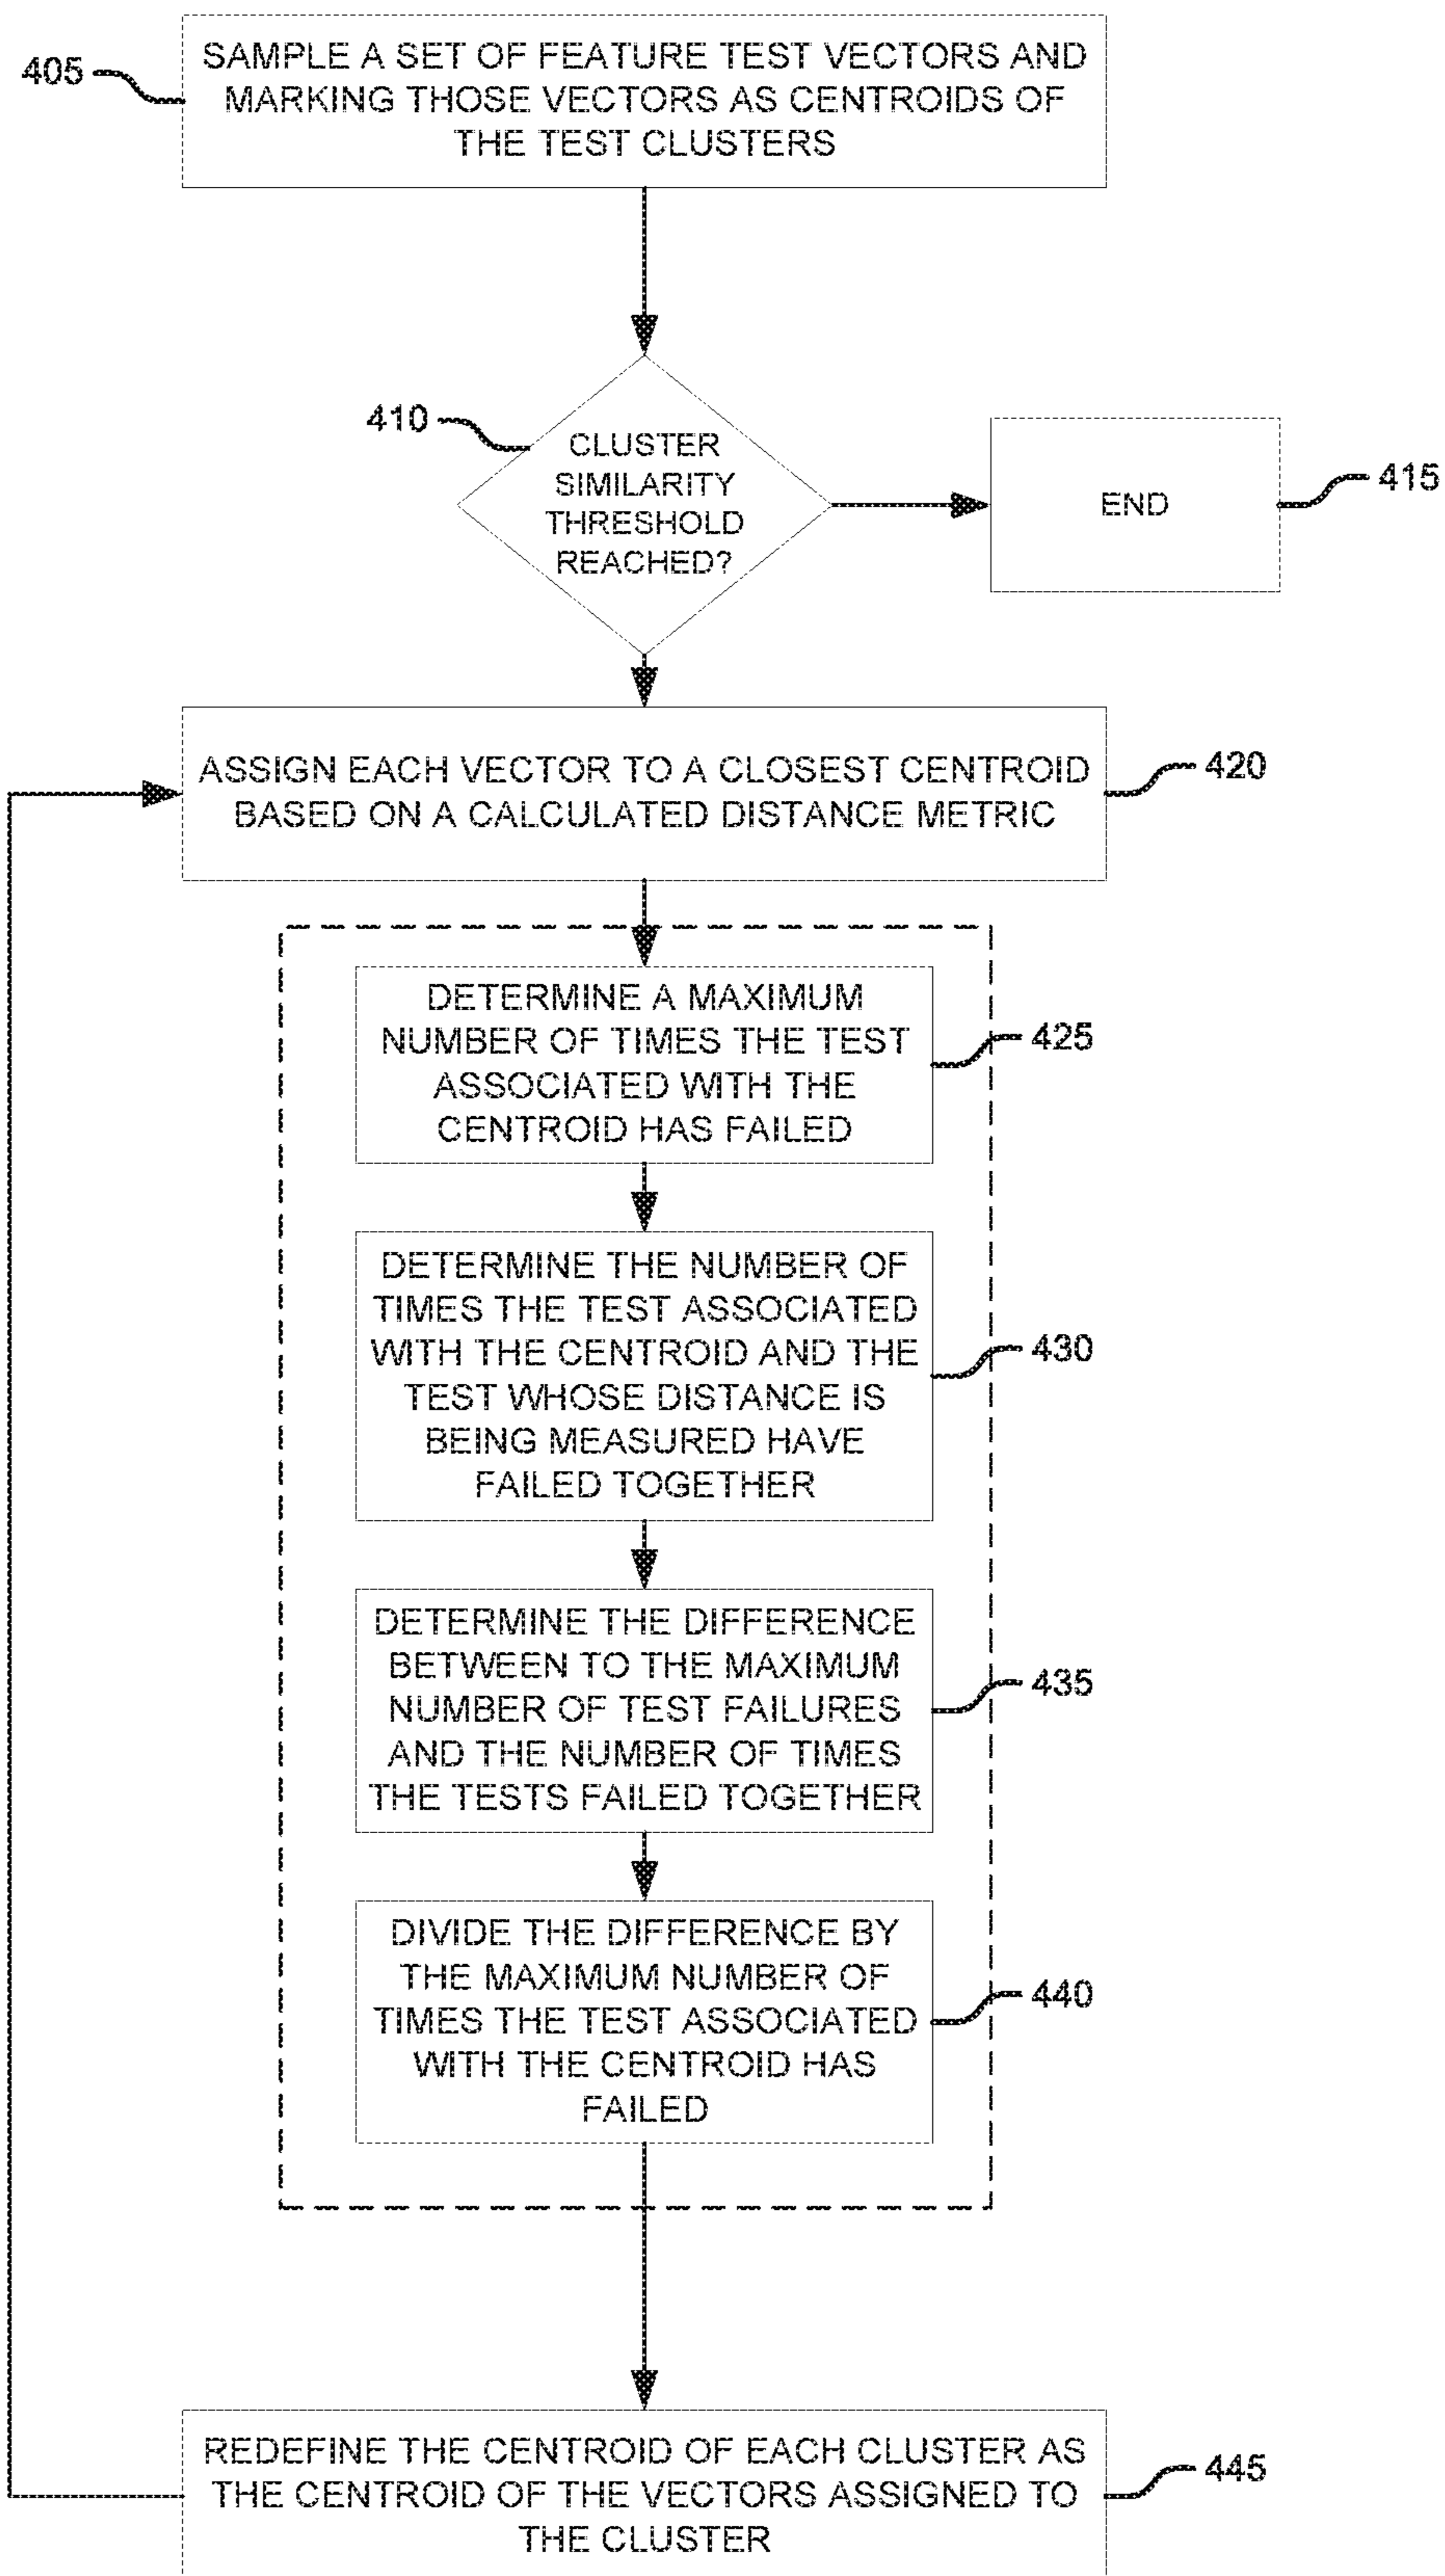 405
SAMPLE A SET OF FEATURE TEST VECTORS AND
MARKING THOSE VECTORS AS CENTROIDS OF
THE TEST CLUSTERS
410
CLUSTER
SIMILARITY
THRESHOLD
REACHED?
END
415
ASSIGN EACH VECTOR TO A CLOSEST CENTROID
BASED ON A CALCULATED DISTANCE METRIC
420
DETERMINE A MAXIMUM
NUMBER OF TIMES THE TEST
ASSOCIATED WITH THE
CENTROID HAS FAILED
425
DETERMINE THE NUMBER OF
TIMES THE TEST ASSOCIATED
WITH THE CENTROID AND THE
TEST WHOSE DISTANCE IS
BEING MEASURED HAVE
FAILED TOGETHER
430
DETERMINE THE DIFFERENCE
BETWEEN TO THE MAXIMUM
NUMBER OF TEST FAILURES
AND THE NUMBER OF TIMES
THE TESTS FAILED TOGETHER
435
DIVIDE THE DIFFERENCE BY
THE MAXIMUM NUMBER OF
TIMES THE TEST ASSOCIATED
WITH THE CENTROID HAS
FAILED
440
REDEFINE THE CENTROID OF EACH CLUSTER AS
THE CENTROID OF THE VECTORS ASSIGNED TO
THE CLUSTER
445